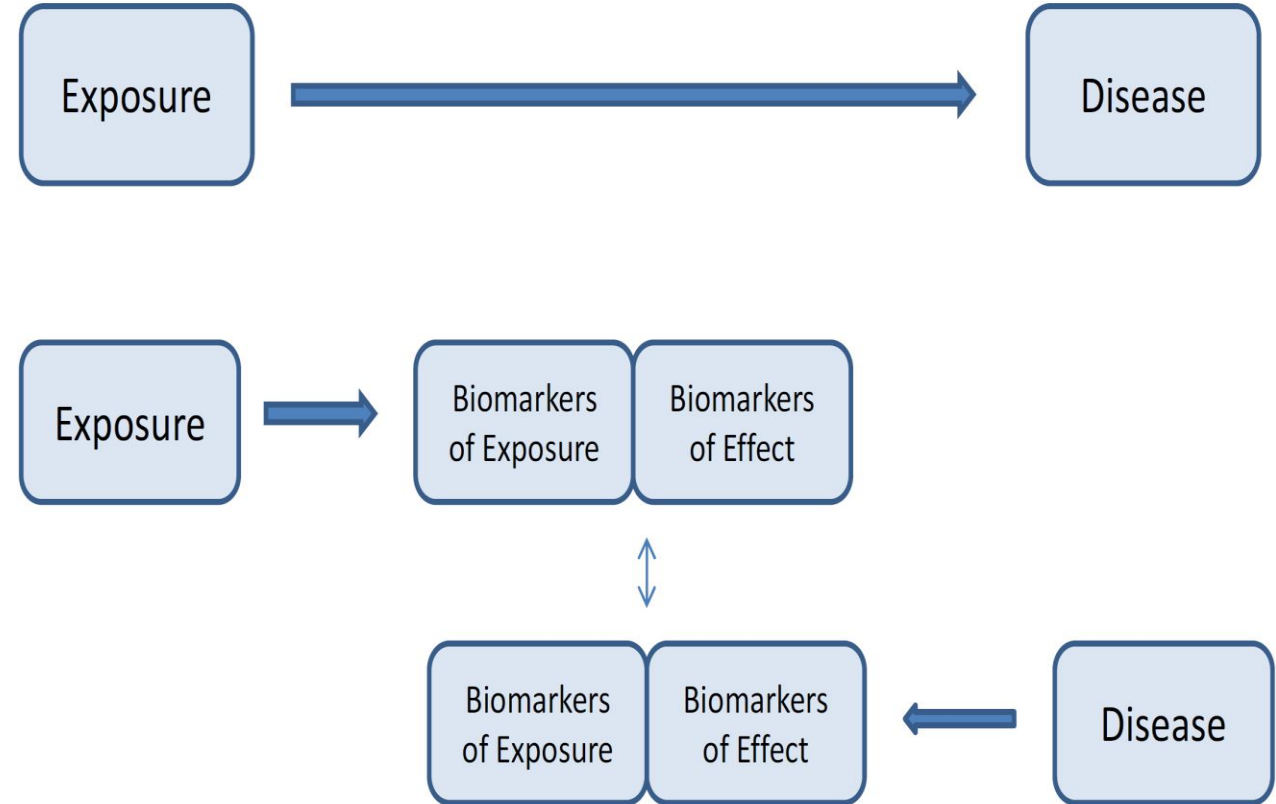 Exposure
Disease
Exposure
Biomarkers
of Exposure
Biomarkers
of Effect
Biomarkers
of Exposure
Biomarkers
of Effect
Disease